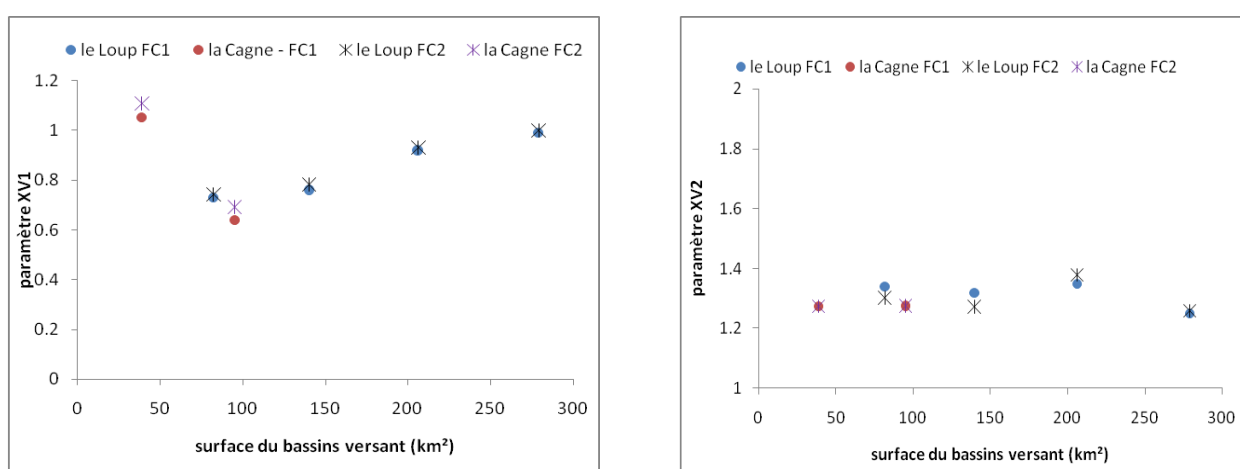 le Loup FC1 la Cagne - FC1 le Loup FC2 la Cagne FC2
1.2
1
0.8
0.6
0.4
0.2
0
paramètre XV1
0 50 100 150 200 250 300
surface du bassins versant (km²)
le Loup FC1 la Cagne FC1 le Loup FC2 la Cagne FC2
2
1.8
1.6
1.4
1.2
1
paramètre XV2
0 50 100 150 200 250 300
surface du bassins versant (km²)